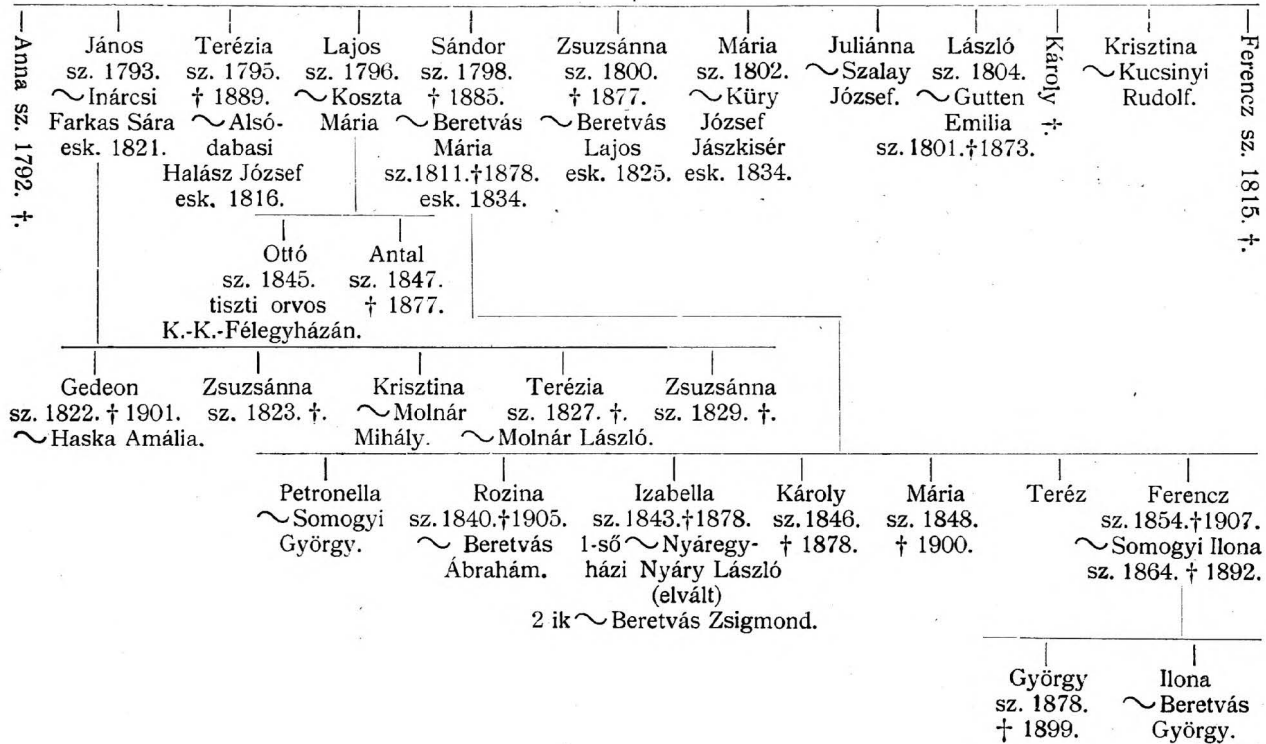 Anna sz. 1792. †.
János
sz. 1793.
~Inárcsi
Farkas Sára
esk. 1821.
Terézia
sz. 1795.
† 1889.
~Alsó-
dabasi
Halász József
esk. 1816.
Lajos
sz. 1796.
~Koszta
Mária
Sándor
sz. 1798.
† 1885.
~Beretvás
Mária
sz.1811.†1878.
esk. 1834.
Zsuzsánna
sz. 1800.
† 1877.
~Beretvás
Lajos
esk. 1825.
Mária
sz. 1802.
~Küry
József
Jászkisér
esk. 1834.
Juliánna
~Szalay
József.
László
sz. 1804.
~Gutten
Emilia
sz.1801.†1873.
Károly †.
Krisztina
~Kucsinyi
Rudolf.
Ferencz sz. 1815. †.
Ottó
sz. 1845.
tiszti orvos
K.-K.-Félegyházán.
Antal
sz. 1847.
† 1877.
Gedeon
sz. 1822. † 1901.
~Haska Amália.
Zsuzsánna
sz. 1823. †.
Krisztina
~Molnár
Mihály.
Terézia
sz. 1827. †.
~Molnár László.
Zsuzsánna
sz. 1829. †.
Petronella
~Somogyi
György.
Rozina
sz.1840.†1905.
~Beretvás
Ábrahám.
Izabella
sz.1843.†1878.
1-ső~Nyáregy-
házi Nyáry László
(elvált)
2 ik~Beretvás Zsigmond.
Károly
sz. 1846.
† 1878.
Mária
sz. 1848.
† 1900.
Teréz
Ferencz
sz.1854.†1907.
~Somogyi Ilona
sz. 1864. † 1892.
György
sz. 1878.
† 1899.
Ilona
~Beretvás
György.